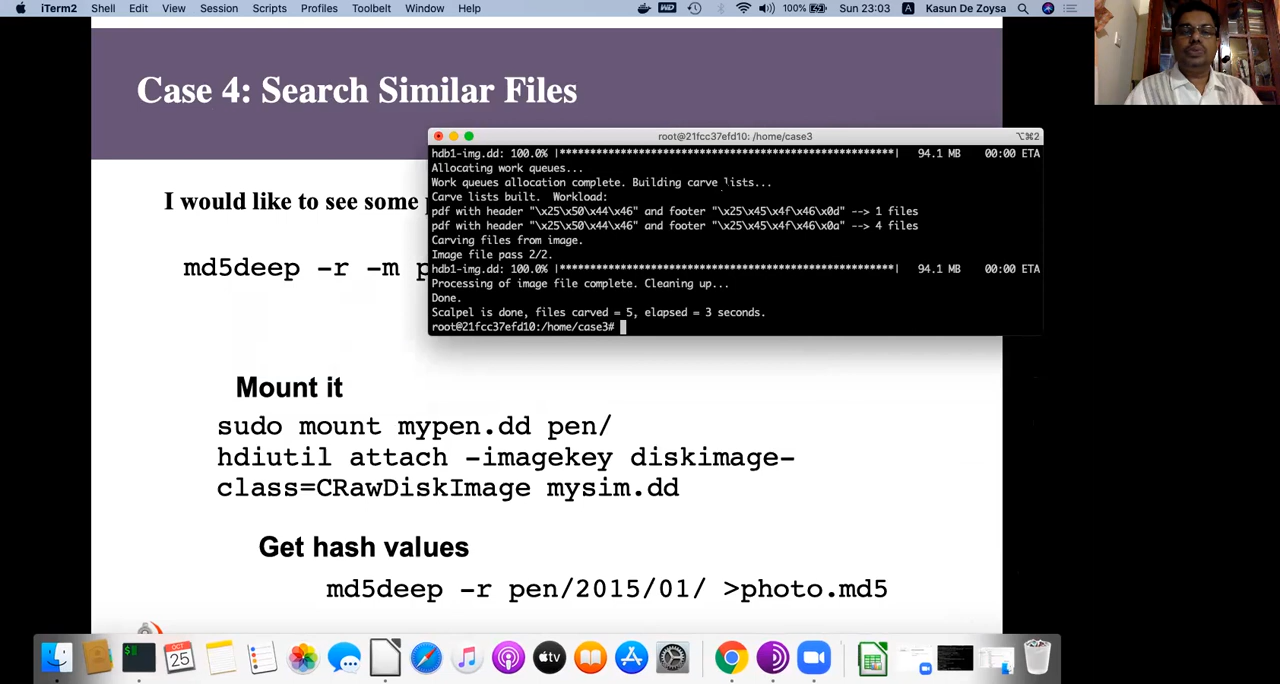 iTerm2 Shell Edit View Session Scripts Profiles Toolbelt Window Help 100% Sun 23:03 A Kasun De Zoysa
Case 4: Search Similar Files
root@21fcc37efd10: /home/case3 ⌥⌘2
hdb1-img.dd: 100.0% |****************************************************| 94.1 MB 00:00 ETA
Allocating work queues...
Work queues allocation complete. Building carve lists...
Carve lists built. Workload:
pdf with header "\x25\x50\x44\x46" and footer "\x25\x45\x4f\x46\x0d" --> 1 files
pdf with header "\x25\x50\x44\x46" and footer "\x25\x45\x4f\x46\x0a" --> 4 files
Carving files from image.
Image file pass 2/2.
hdb1-img.dd: 100.0% |****************************************************| 94.1 MB 00:00 ETA
Processing of image file complete. Cleaning up...
Done.
Scalpel is done, files carved = 5, elapsed = 3 seconds.
root@21fcc37efd10:/home/case3#
I would like to see some
md5deep -r -m p
Mount it
sudo mount mypen.dd pen/
hdiutil attach -imagekey diskimage-
class=CRawDiskImage mysim.dd
Get hash values
md5deep -r pen/2015/01/ >photo.md5
OCT
25
tv